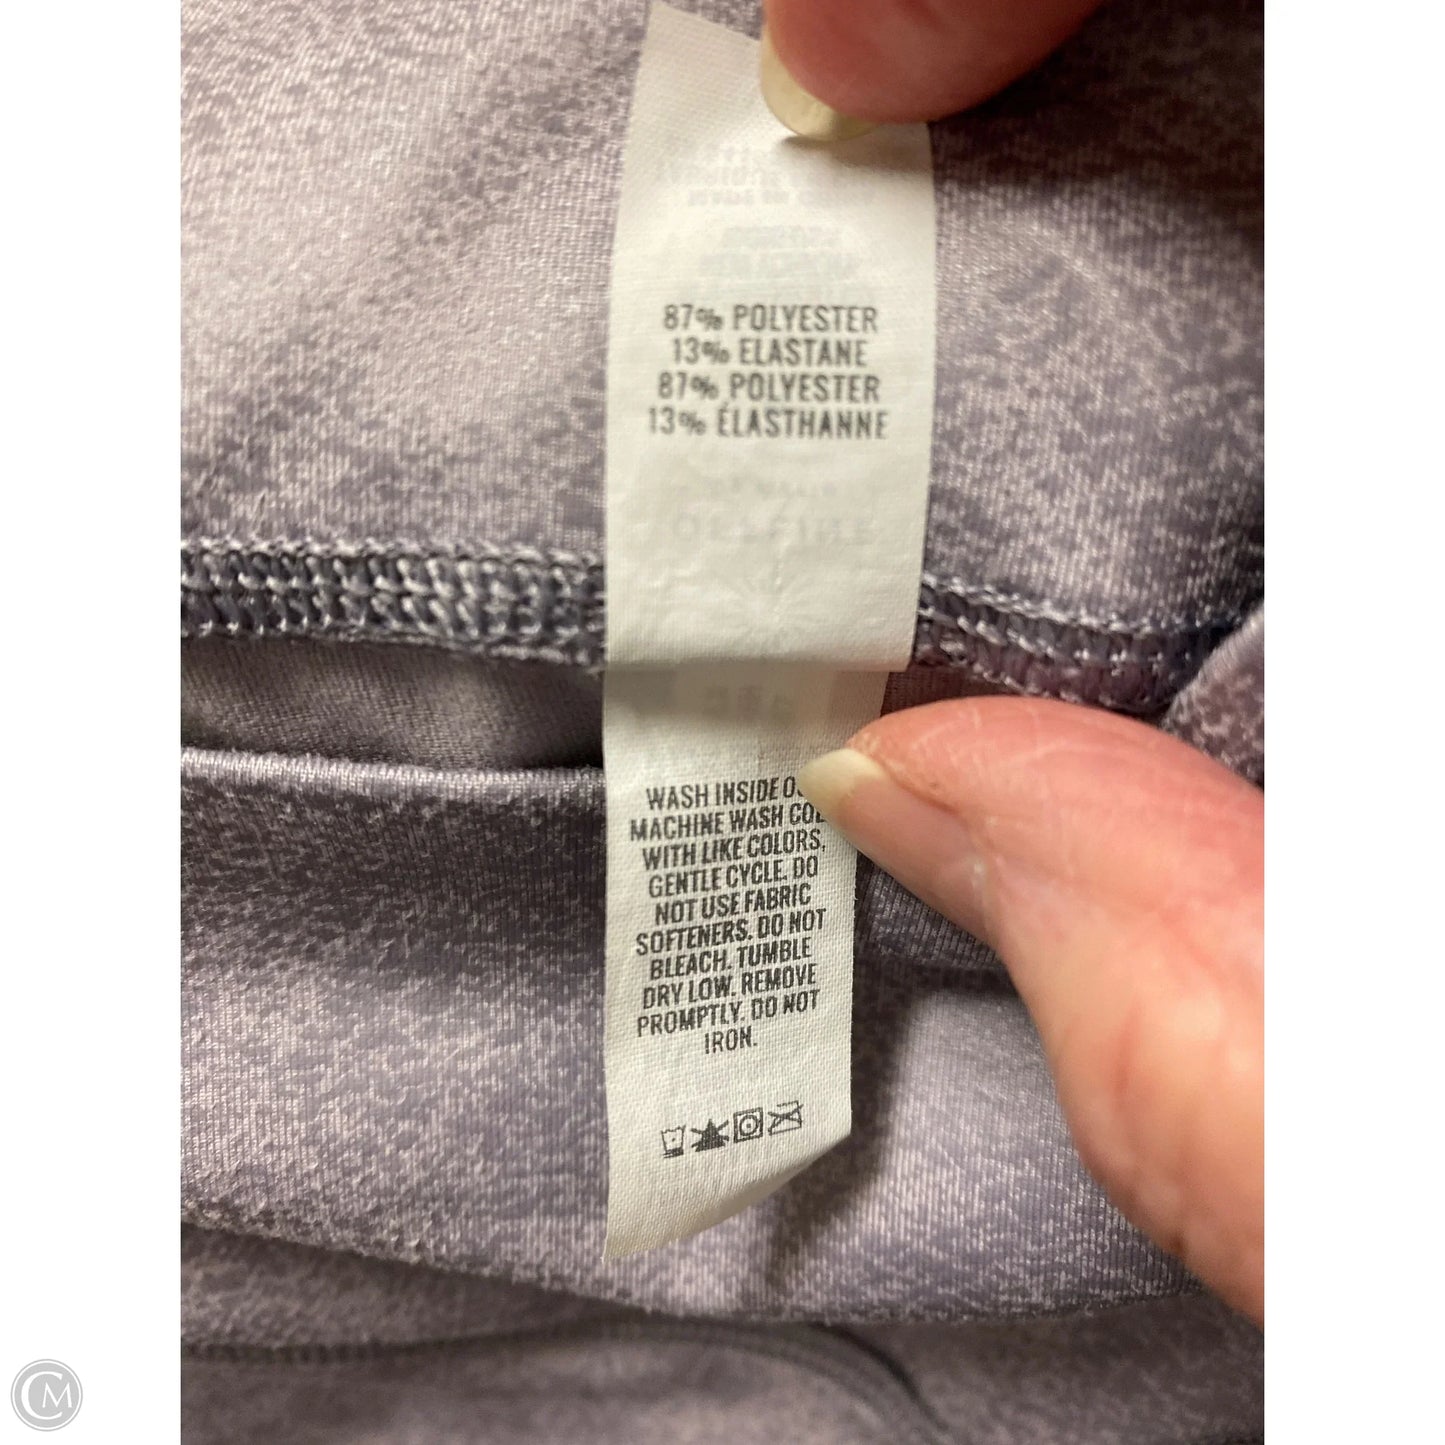 87% POLYESTER
13% ELASTANE
87% POLYESTER
13% ÉLASTHANNE
WASH INSIDE
MACHINE WASH
WITH LIKE COLORS,
GENTLE CYCLE. DO
NOT USE FABRIC
SOFTENERS. DO NOT
BLEACH. TUMBLE
DRY LOW. REMOVE
PROMPTLY. DO NOT
IRON.
CM